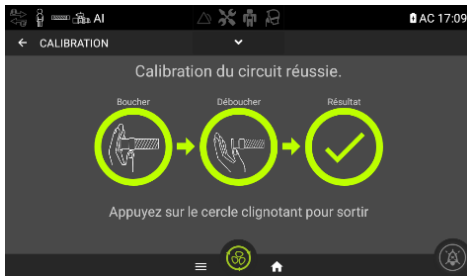 AI
AC 17:09
CALIBRATION
Calibration du circuit réussie.
Boucher
Déboucher
Résultat
Appuyez sur le cercle clignotant pour sortir